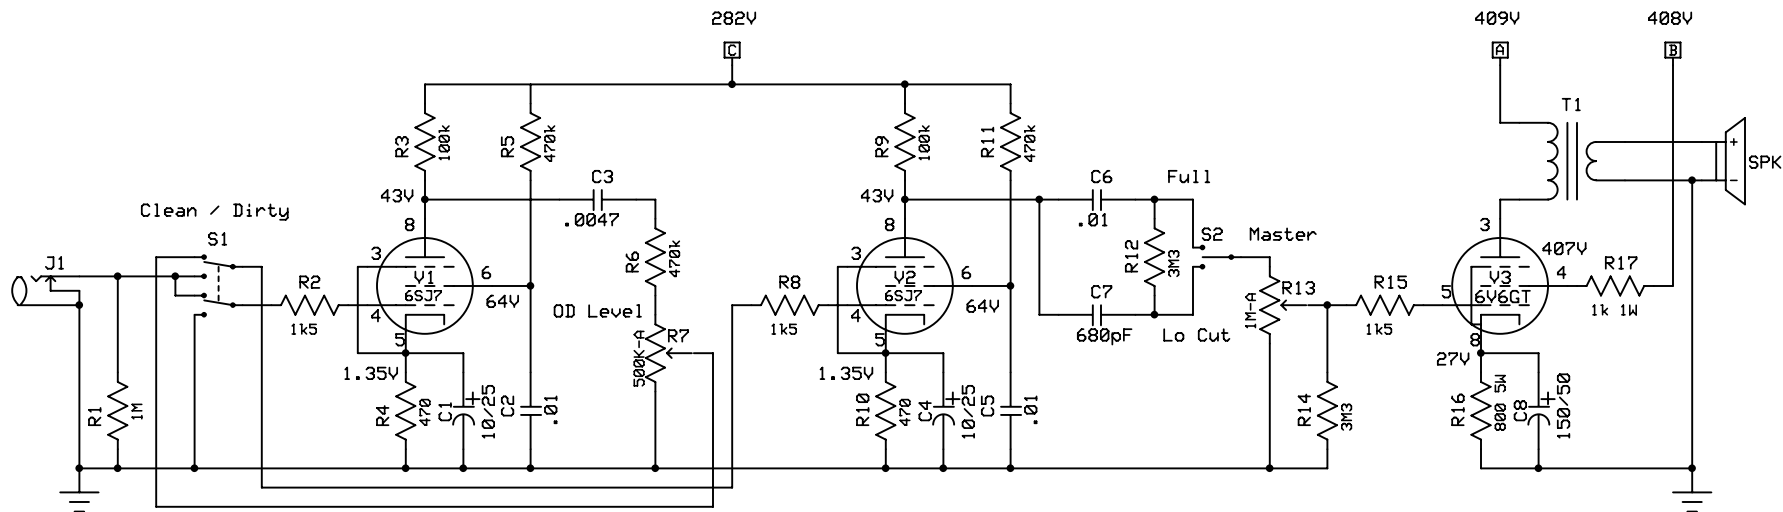 282V
409V
408V
C
A
B
T1
R3
100k
R5
470k
R9
100k
R11
470k
+
SPK
-
C3
.0047
C6
.01
Full
43V
43V
Clean / Dirty
S1
J1
8
3
V1
6SJ7
6
64V
4
5
R2
1k5
R6
470k
OD Level
R7
500K-A
R8
1k5
8
3
V2
6SJ7
6
64V
4
5
R12
3M3
S2
Master
C7
680pF
Lo Cut
R13
1M-A
R15
1k5
3
407V
4
V3
6V6GT
5
8
R17
1k 1W
27V
1.35V
1.35V
R1
1M
R4
470
C1
+
10/25
C2
.01
R10
470
C4
+
10/25
C5
.01
R14
3M3
R16
800 5W
C8
+
150/50